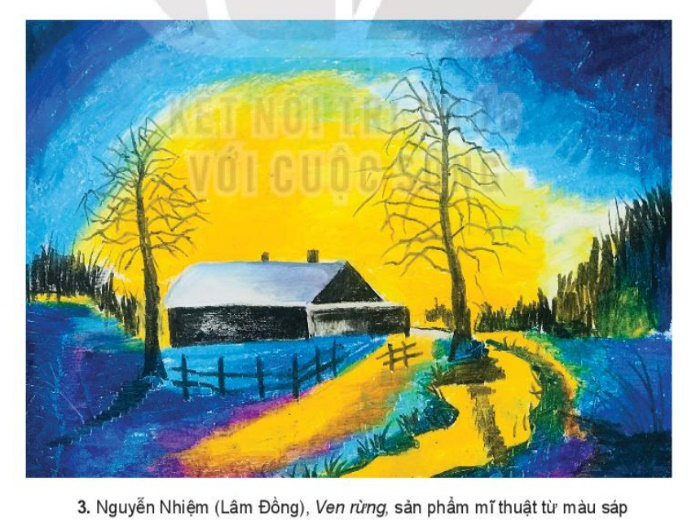 KẾT NỐI TRI THỨC
VỚI CUỘC SỐNG
3. Nguyễn Nhiệm (Lâm Đồng), Ven rừng, sản phẩm mĩ thuật từ màu sáp